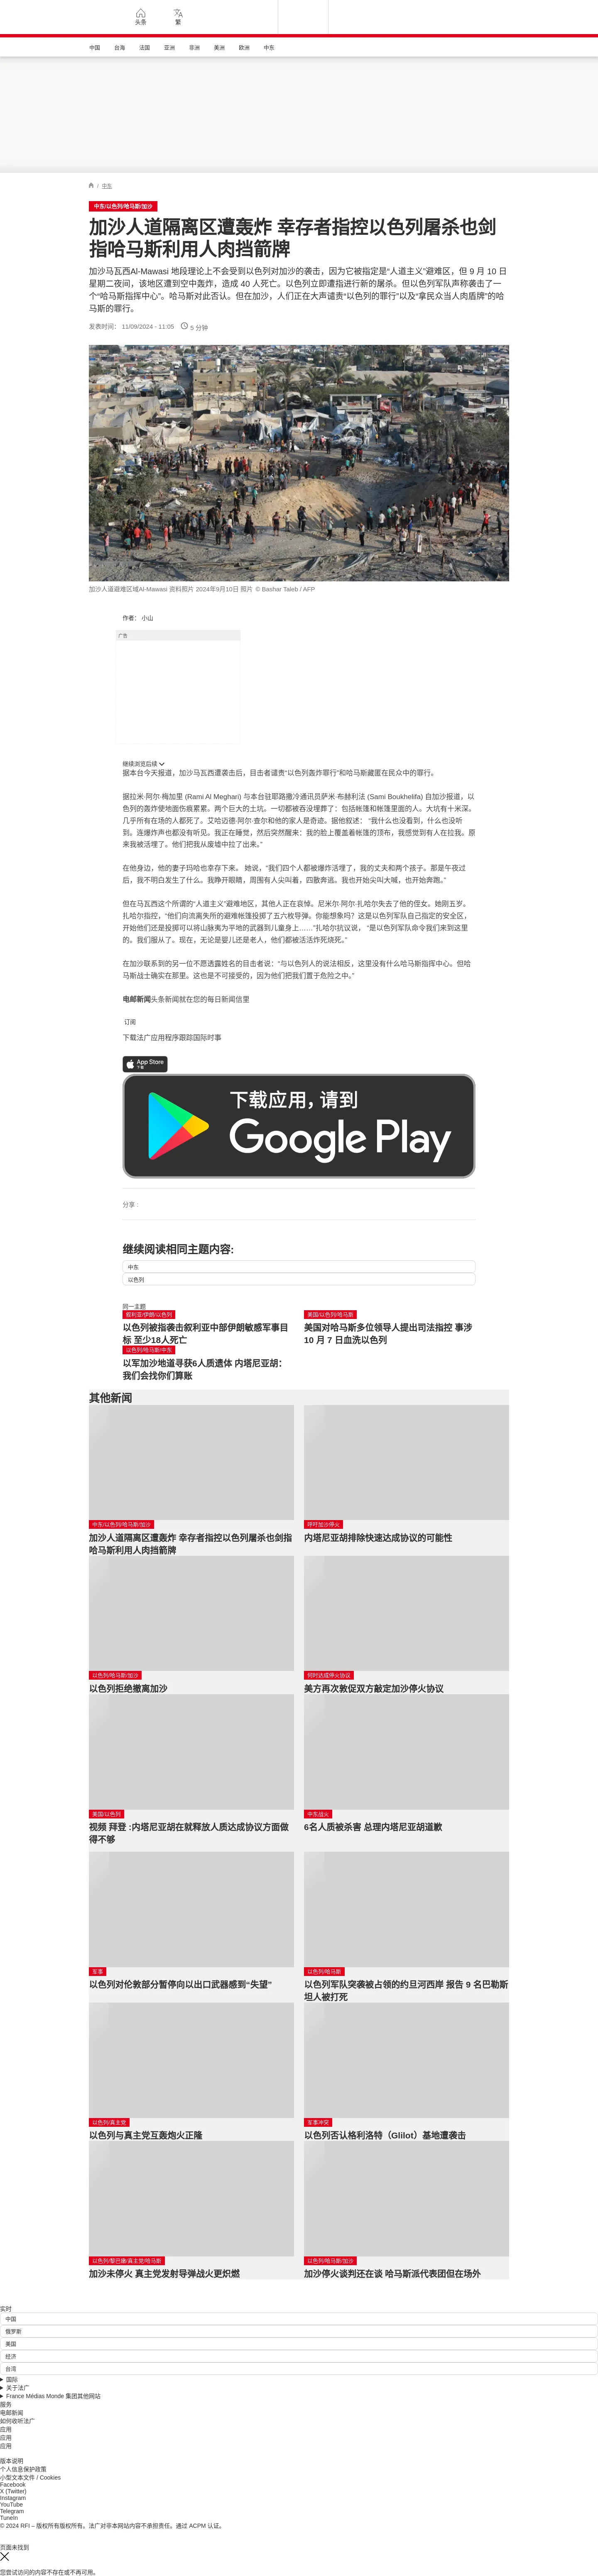 头条
繁
中国
台海
法国
亚洲
非洲
美洲
欧洲
中东
/ 中东
中东/以色列/哈马斯/加沙
加沙人道隔离区遭轰炸 幸存者指控以色列屠杀也剑
指哈马斯利用人肉挡箭牌
加沙马瓦西Al-Mawasi 地段理论上不会受到以色列对加沙的袭击，因为它被指定是“人道主义”避难区，但 9 月 10 日
星期二夜间，该地区遭到空中轰炸，造成 40 人死亡。以色列立即遭指进行新的屠杀。但以色列军队声称袭击了一
个“哈马斯指挥中心”。哈马斯对此否认。但在加沙，人们正在大声谴责“以色列的罪行”以及“拿民众当人肉盾牌”的哈
马斯的罪行。
发表时间： 11/09/2024 - 11:05
5 分钟
加沙人道避难区域Al-Mawasi 资料照片 2024年9月10日 照片 © Bashar Taleb / AFP
作者： 小山
广告
继续浏览后续
据本台今天报道，加沙马瓦西遭袭击后，目击者谴责“以色列轰炸罪行”和哈马斯藏匿在民众中的罪行。
据拉米·阿尔·梅加里 (Rami Al Meghari) 与本台驻耶路撒冷通讯员萨米·布赫利法 (Sami Boukhelifa) 自加沙报道，以
色列的轰炸使地面伤痕累累。两个巨大的土坑。一切都被吞没埋葬了：包括帐篷和帐篷里面的人。大坑有十米深。
几乎所有在场的人都死了。艾哈迈德·阿尔·查尔和他的家人是奇迹。据他叙述： “我什么也没看到，什么也没听
到。连爆炸声也都没有听见。我正在睡觉，然后突然醒来：我的脸上覆盖着帐篷的顶布，我感觉到有人在拉我。原
来我被活埋了。他们把我从废墟中拉了出来。”
在他身边，他的妻子玛哈也幸存下来。 她说，“我们四个人都被爆炸活埋了，我的丈夫和两个孩子。那是午夜过
后，我不明白发生了什么。我睁开眼睛，周围有人尖叫着，四散奔逃。我也开始尖叫大喊，也开始奔跑。”
但在马瓦西这个所谓的“人道主义”避难地区，其他人正在哀悼。尼米尔·阿尔·扎哈尔失去了他的侄女。她刚五岁。
扎哈尔指控，“他们向流离失所的避难帐篷投掷了五六枚导弹。你能想象吗？这是以色列军队自己指定的安全区，
开始他们还是投掷可以将山脉夷为平地的武器到儿童身上……”扎哈尔抗议说， “是以色列军队命令我们来到这里
的。我们服从了。现在，无论是婴儿还是老人，他们都被活活炸死烧死。”
在加沙联系到的另一位不愿透露姓名的目击者说：“与以色列人的说法相反，这里没有什么哈马斯指挥中心。但哈
马斯战士确实在那里。这也是不可接受的，因为他们把我们置于危险之中。”
电邮新闻头条新闻就在您的每日新闻信里
订阅
下载法广应用程序跟踪国际时事
App Store
下载
下载应用，请到
Google Play
分享 :
继续阅读相同主题内容:
中东
以色列
同一主题
叙利亚/伊朗/以色列
以色列被指袭击叙利亚中部伊朗敏感军事目
标 至少18人死亡
美国/以色列/哈马斯
美国对哈马斯多位领导人提出司法指控 事涉
10 月 7 日血洗以色列
以色列/哈马斯/中东
以军加沙地道寻获6人质遗体 内塔尼亚胡：
我们会找你们算账
其他新闻
中东/以色列/哈马斯/加沙
加沙人道隔离区遭轰炸 幸存者指控以色列屠杀也剑指
哈马斯利用人肉挡箭牌
呼吁加沙停火
内塔尼亚胡排除快速达成协议的可能性
以色列/哈马斯/加沙
以色列拒绝撤离加沙
何时达成停火协议
美方再次敦促双方敲定加沙停火协议
美国/以色列
视频 拜登 :内塔尼亚胡在就释放人质达成协议方面做
得不够
中东战火
6名人质被杀害 总理内塔尼亚胡道歉
军事
以色列对伦敦部分暂停向以出口武器感到“失望”
以色列/哈马斯
以色列军队突袭被占领的约旦河西岸 报告 9 名巴勒斯
坦人被打死
以色列/真主党
以色列与真主党互轰炮火正隆
军事冲突
以色列否认格利洛特（Glilot）基地遭袭击
以色列/黎巴嫩/真主党/哈马斯
加沙未停火 真主党发射导弹战火更炽燃
以色列/哈马斯/加沙
加沙停火谈判还在谈 哈马斯派代表团但在场外
实时
中国
俄罗斯
美国
经济
台湾
国际
关于法广
France Médias Monde 集团其他网站
服务
电邮新闻
如何收听法广
应用
应用
应用
版本说明
个人信息保护政策
小型文本文件 / Cookies
Facebook
X (Twitter)
Instagram
YouTube
Telegram
TuneIn
© 2024 RFI – 版权所有版权所有。法广对非本网站内容不承担责任。通过 ACPM 认证。
页面未找到
您尝试访问的内容不存在或不再可用。